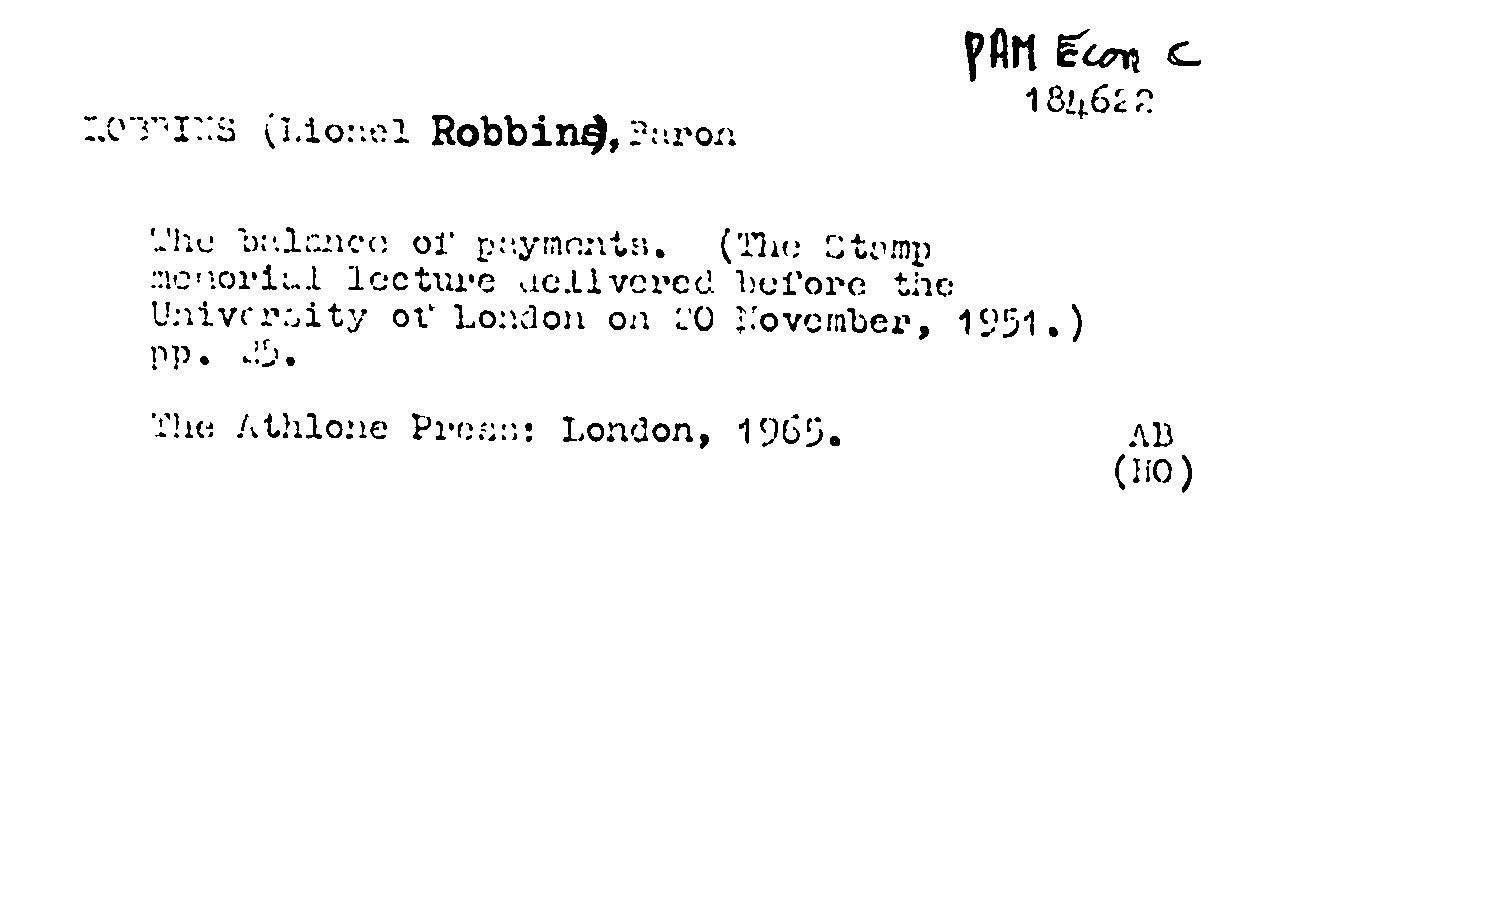 PAM Econ C
184622
ROBBINS (Lionel Robbins), Baron
The balance of payments. (The Stamp
memorial lecture delivered before the
University of London on 20 November, 1951.)
pp. 35.
The Athlone Press: London, 1965.
AB
(HO)